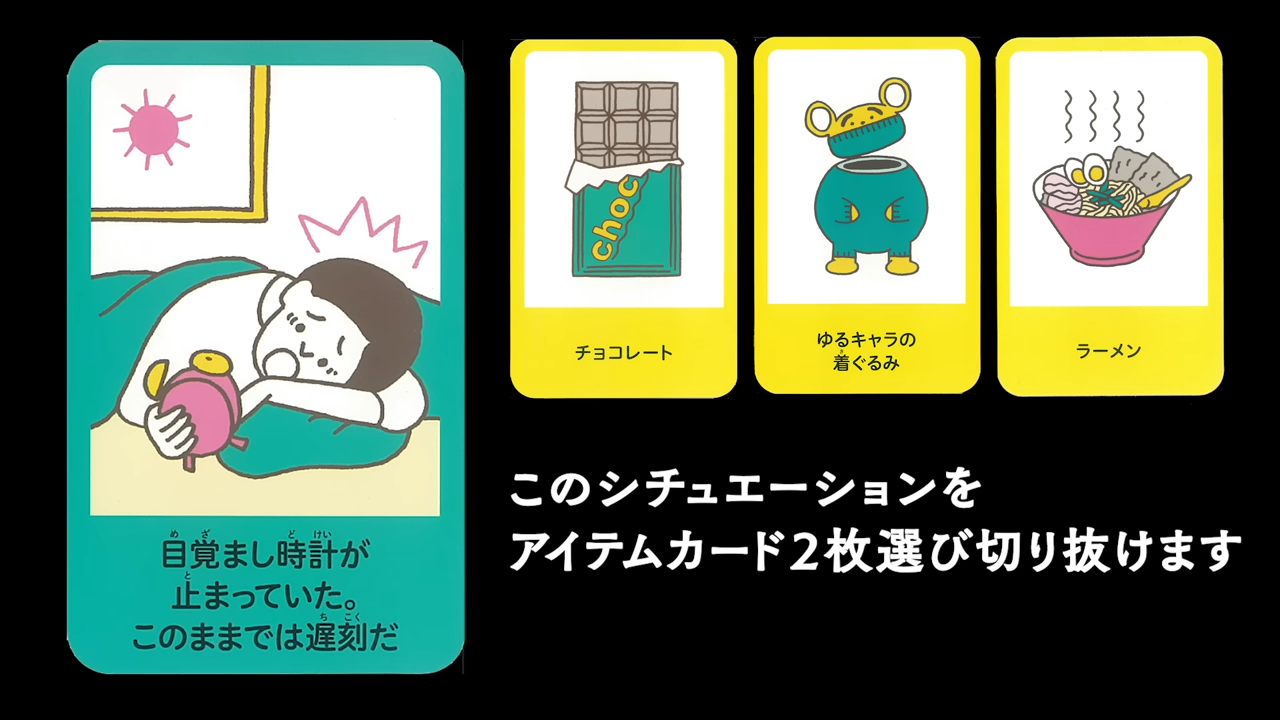 目覚まし時計が
止まっていた。
このままでは遅刻だ
choc
チョコレート
ゆるキャラの
着ぐるみ
ラーメン
このシチュエーションを
アイテムカード2枚選び切り抜けます